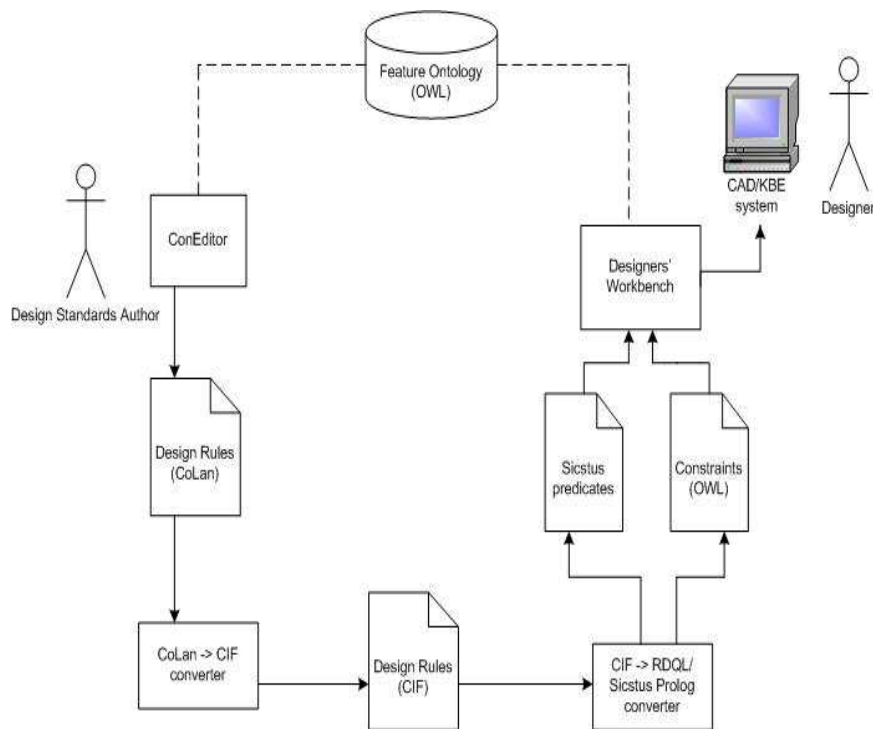 Feature Ontology
(OWL)
CAD/KBE
system
Designer
ConEditor
Designers'
Workbench
Design Standards Author
Design Rules
(CoLan)
Sicstus
predicates
Constraints
(OWL)
CoLan -> CIF
converter
Design Rules
(CIF)
CIF -> RDQL/
Sicstus Prolog
converter